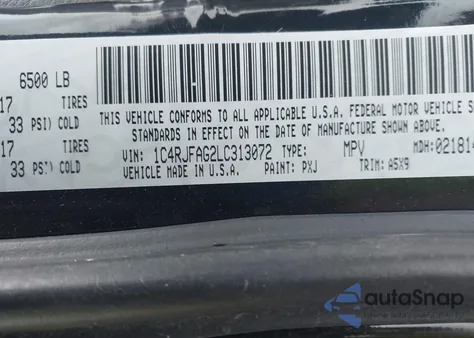 6500 LB
17 TIRES
33 PSI) COLD
17 TIRES
33 PSI) COLD
THIS VEHICLE CONFORMS TO ALL APPLICABLE U.S.A. FEDERAL MOTOR VEHICLE
STANDARDS IN EFFECT ON THE DATE OF MANUFACTURE SHOWN ABOVE.
VIN: 1C4RJFAG2LC313072 TYPE: MPV MDH: 021814
VEHICLE MADE IN U.S.A. PAINT: PXJ TRIM: A5X9
autoSnap